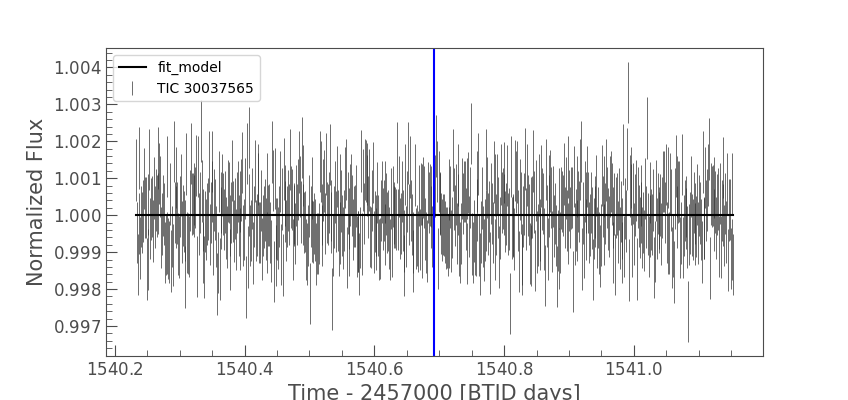 fit_model
TIC 30037565
1.004
1.003
1.002
1.001
1.000
0.999
0.998
0.997
Normalized Flux
1540.2 1540.4 1540.6 1540.8 1541.0
Time - 2457000 [BTJD days]